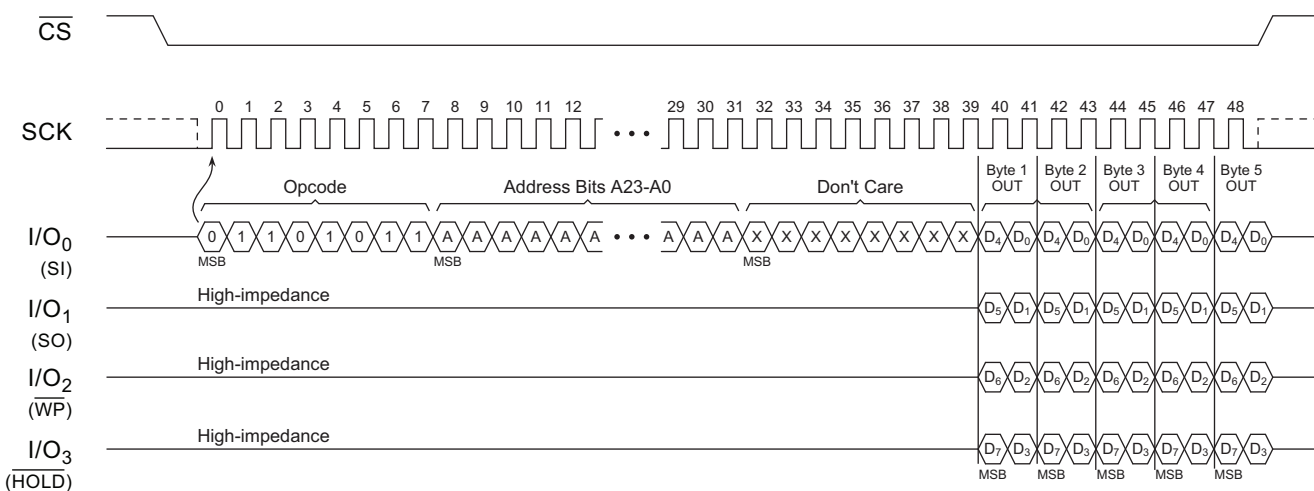 CS
0 1 2 3 4 5 6 7 8 9 10 11 12 29 30 31 32 33 34 35 36 37 38 39 40 41 42 43 44 45 46 47 48
SCK • • •
Opcode Address Bits A23-A0 Don't Care Byte 1 OUT Byte 2 OUT Byte 3 OUT Byte 4 OUT Byte 5 OUT
I/O0 0 1 1 0 1 0 1 1 A A A A A A • • • A A A X X X X X X X X D4 D0 D4 D0 D4 D0 D4 D0 D4 D0
(SI) MSB MSB MSB
High-impedance
I/O1 D5 D1 D5 D1 D5 D1 D5 D1 D5 D1
(SO)
High-impedance
I/O2 D6 D2 D6 D2 D6 D2 D6 D2 D6 D2
(WP)
High-impedance
I/O3 D7 D3 D7 D3 D7 D3 D7 D3 D7 D3
(HOLD) MSB MSB MSB MSB MSB